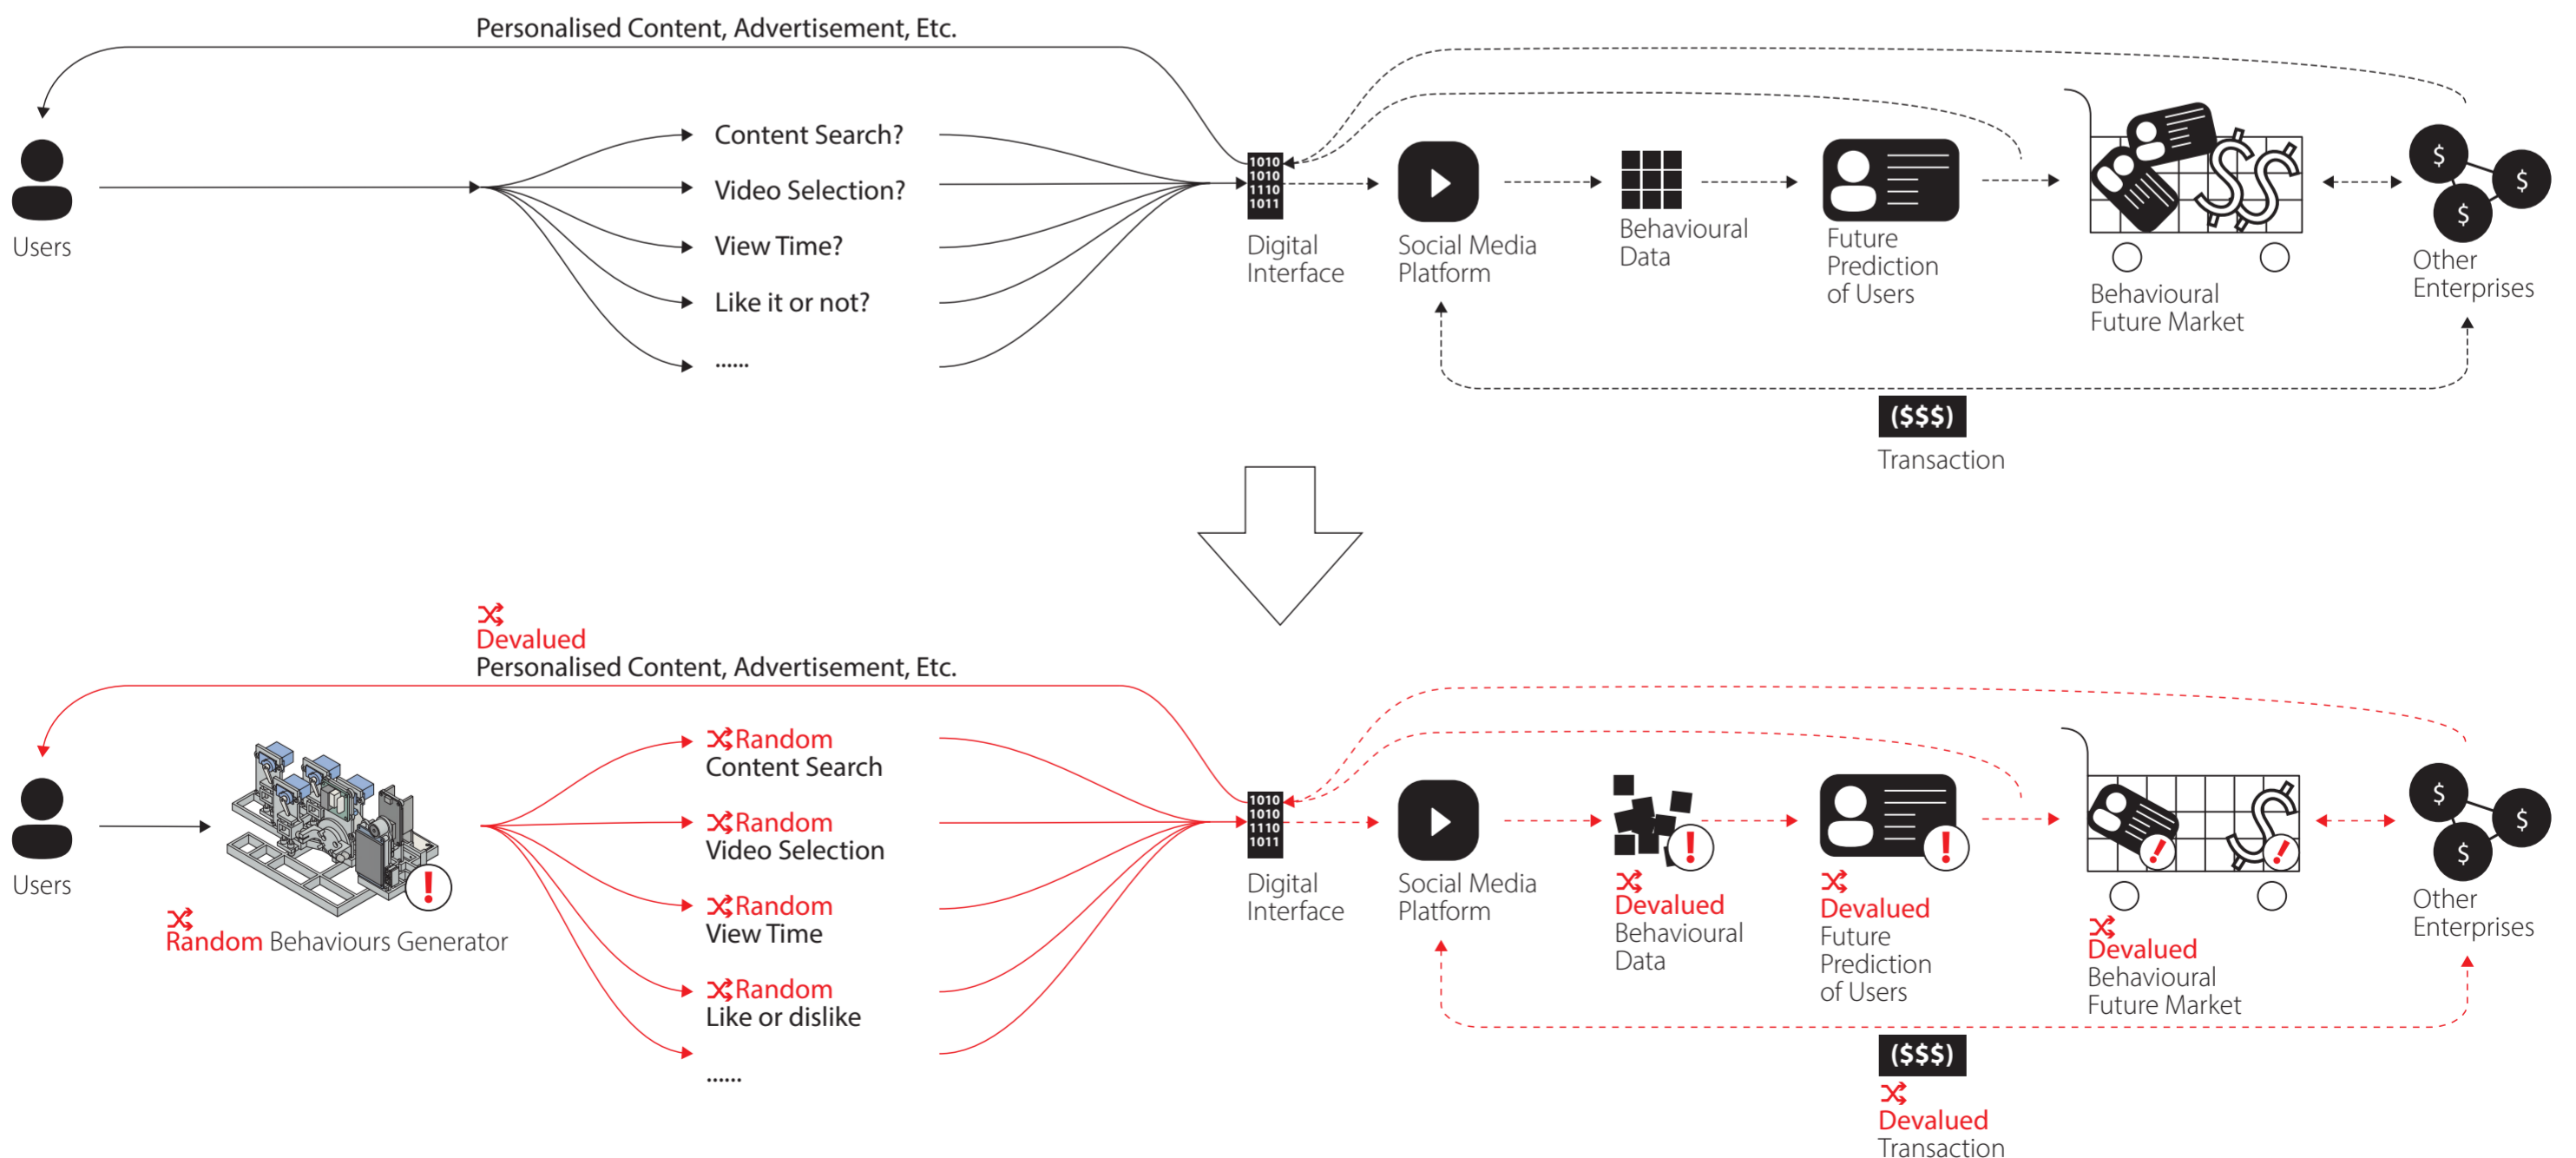 Personalised Content, Advertisement, Etc.
Content Search?
Video Selection?
View Time?
Like it or not?
......
Users
1010
1010
1110
1011
Digital
Interface
Social Media
Platform
Behavioural
Data
Future
Prediction
of Users
$$
Behavioural
Future Market
$
$
$
Other
Enterprises
($$$)
Transaction
Devalued
Personalised Content, Advertisement, Etc.
Users
!
Random Behaviours Generator
Random
Content Search
Random
Video Selection
Random
View Time
Random
Like or dislike
......
1010
1010
1110
1011
Digital
Interface
Social Media
Platform
!
Devalued
Behavioural
Data
!
Devalued
Future
Prediction
of Users
$
!
!
Devalued
Behavioural
Future Market
$
$
$
Other
Enterprises
($$$)
Devalued
Transaction